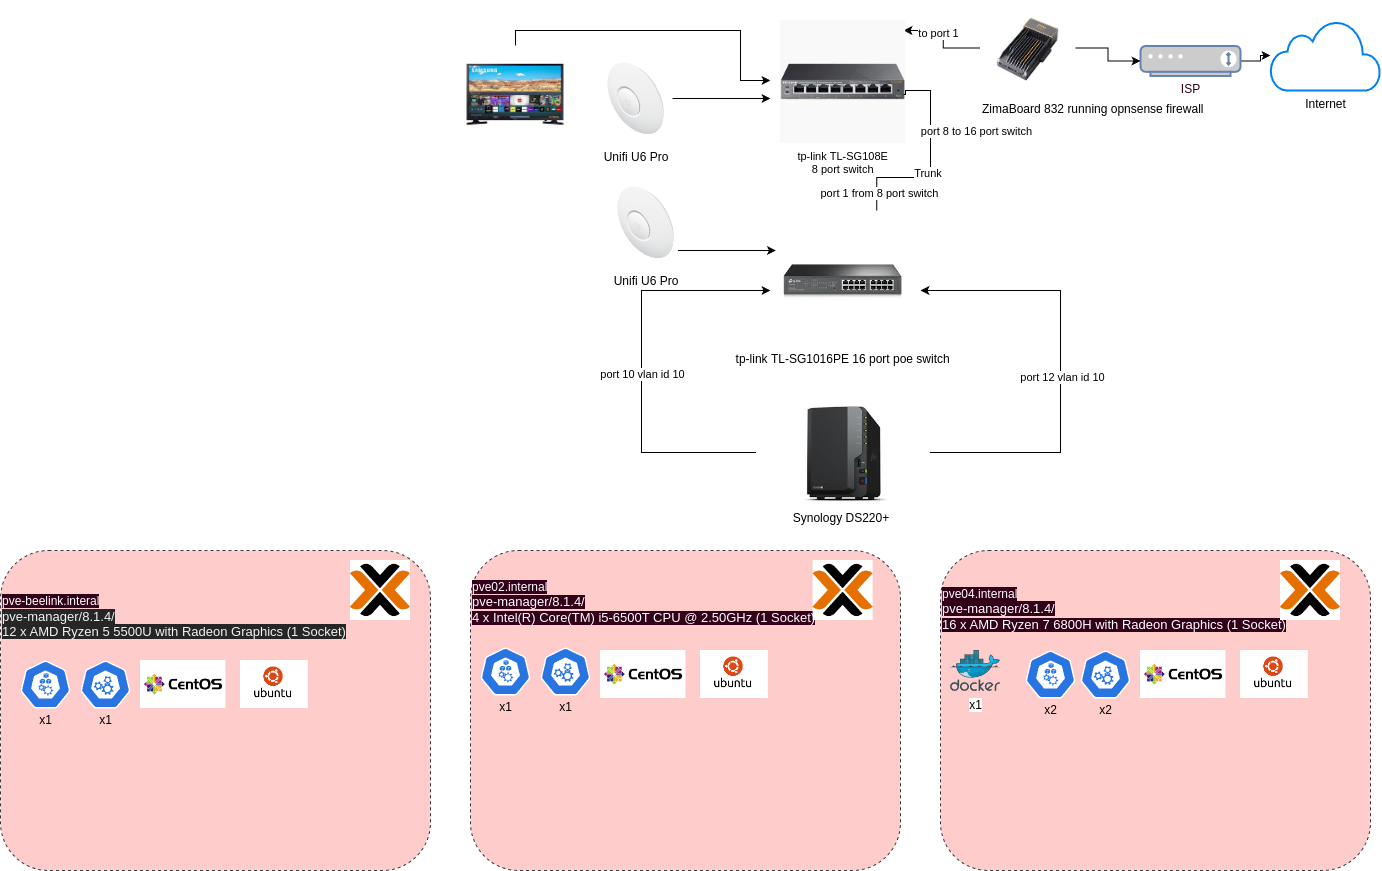 to port 1
ISP
ZimaBoard 832 running opnsense firewall
Internet
SAMSUNG
Unifi U6 Pro
tp-link TL-SG108E
8 port switch
port 8 to 16 port switch
Trunk
port 1 from 8 port switch
Unifi U6 Pro
tp-link TL-SG1016PE 16 port poe switch
port 10 vlan id 10
port 12 vlan id 10
Synology DS220+
pve-beelink.interal
pve-manager/8.1.4/
12 x AMD Ryzen 5 5500U with Radeon Graphics (1 Socket)
CentOS
ubuntu
x1
x1
pve02.internal
pve-manager/8.1.4/
4 x Intel(R) Core(TM) i5-6500T CPU @ 2.50GHz (1 Socket)
CentOS
ubuntu
x1
x1
pve04.internal
pve-manager/8.1.4/
16 x AMD Ryzen 7 6800H with Radeon Graphics (1 Socket)
docker
CentOS
ubuntu
x1
x2
x2